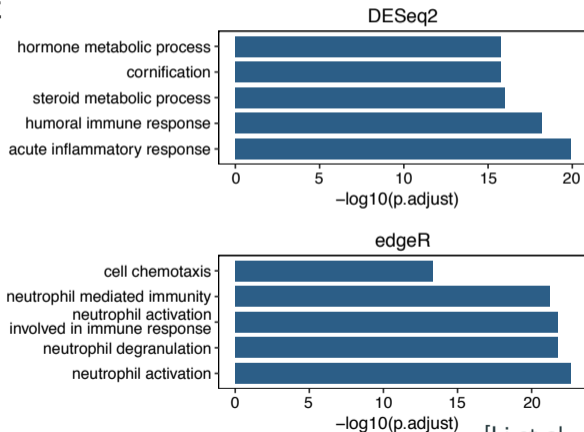 DESeq2
hormone metabolic process
cornification
steroid metabolic process
humoral immune response
acute inflammatory response
0 5 10 15 20
−log10(p.adjust)
edgeR
cell chemotaxis
neutrophil mediated immunity
neutrophil activation
involved in immune response
neutrophil degranulation
neutrophil activation
0 5 10 15 20
−log10(p.adjust)